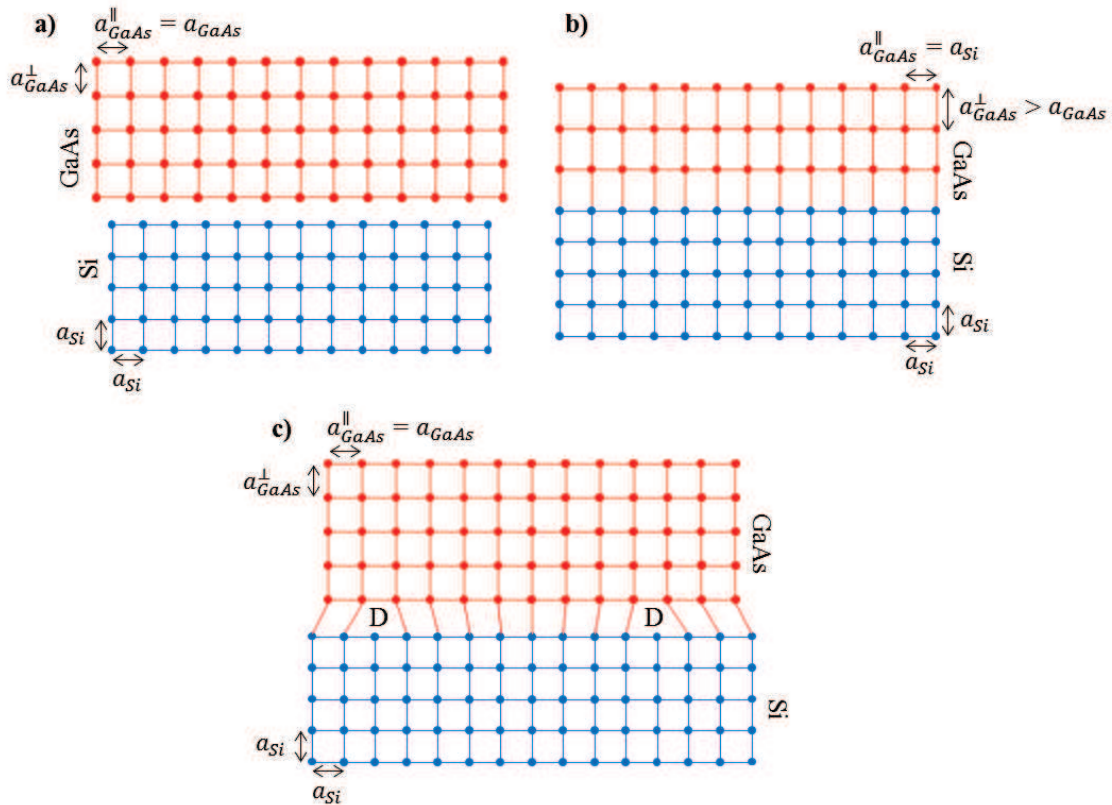 a)
a∥GaAs = aGaAs
a⊥GaAs
GaAs
Si
aSi
aSi
b)
a∥GaAs = aSi
a⊥GaAs > aGaAs
GaAs
Si
aSi
aSi
c)
a∥GaAs = aGaAs
a⊥GaAs
GaAs
D D
Si
aSi
aSi